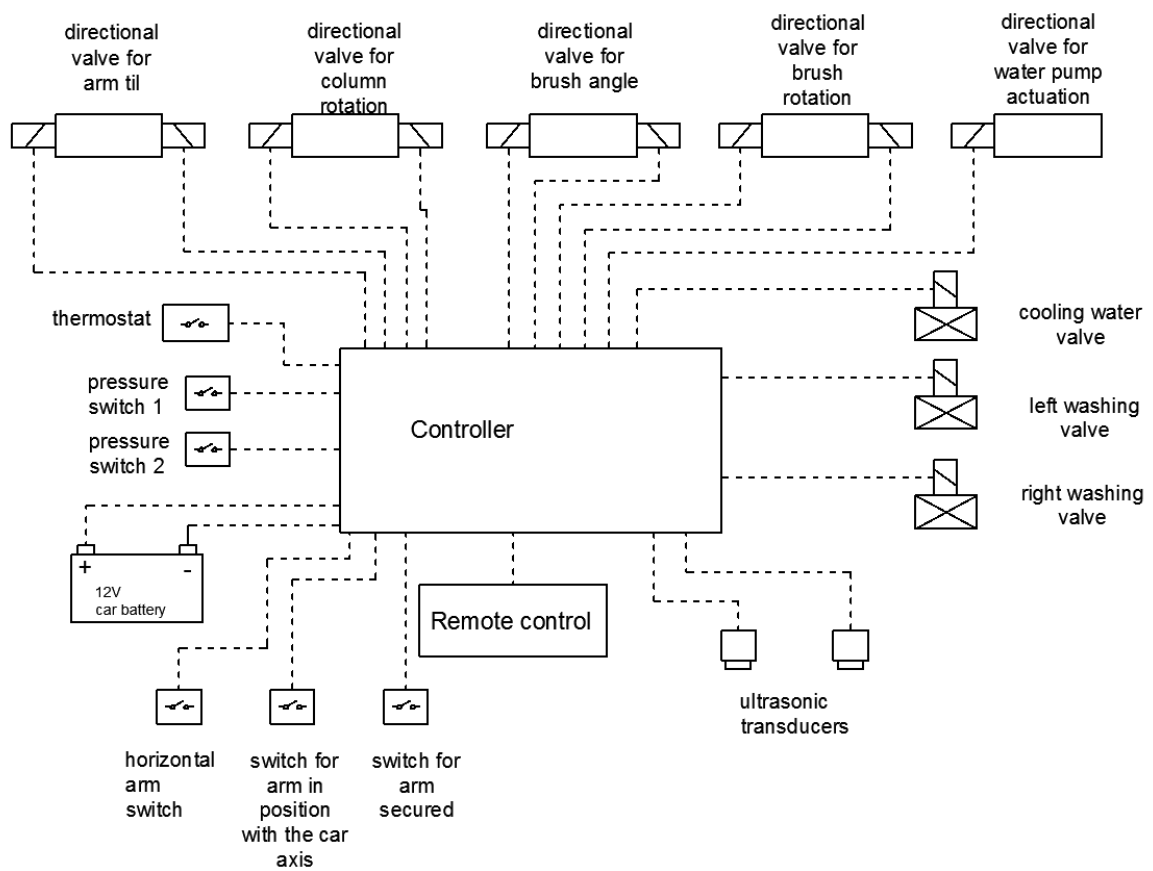 directional
valve for
arm til
directional
valve for
column
rotation
directional
valve for
brush angle
directional
valve for
brush
rotation
directional
valve for
water pump
actuation
thermostat
cooling water
valve
pressure
switch 1
left washing
valve
Controller
pressure
switch 2
right washing
valve
+
-
12V
car battery
Remote control
ultrasonic
transducers
horizontal
arm
switch
switch for
arm in
position
with the car
axis
switch for
arm
secured